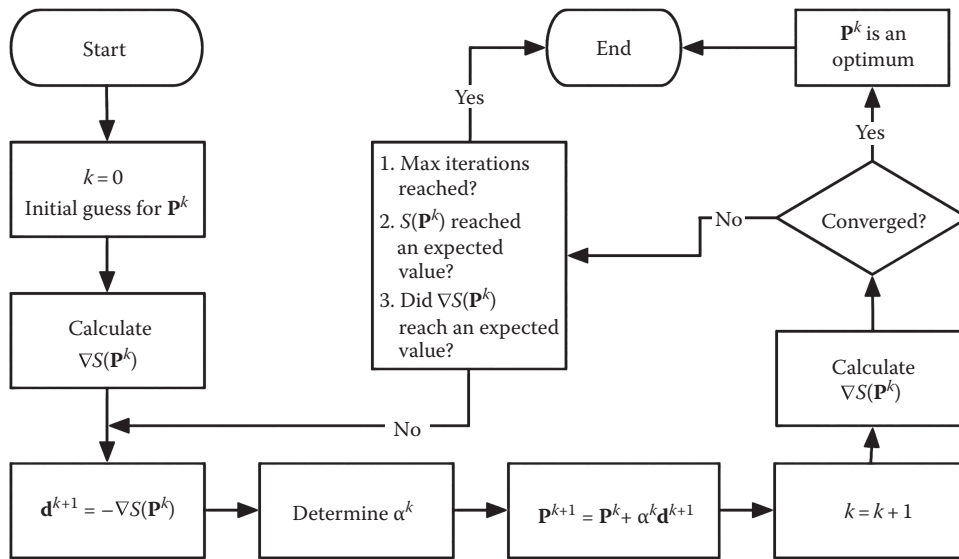 Start
k = 0
Initial guess for P^k
Calculate
∇S(P^k)
d^{k+1} = −∇S(P^k)
Determine α^k
P^{k+1} = P^k + α^k d^{k+1}
k = k + 1
Calculate
∇S(P^k)
Converged?
Yes
P^k is an
optimum
End
No
1. Max iterations
reached?
2. S(P^k) reached
an expected
value?
3. Did ∇S(P^k)
reach an expected
value?
Yes
No